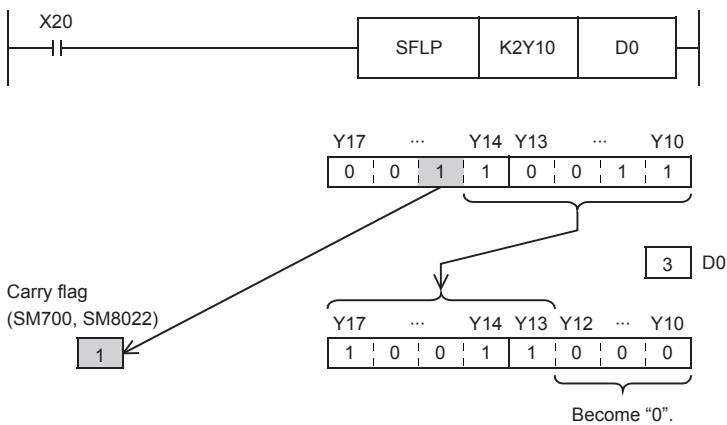 X20
SFLP K2Y10 D0
Y17 ... Y14 Y13 ... Y10
0 0 1 1 0 0 1 1
3 D0
Carry flag
(SM700, SM8022)
Y17 ... Y14 Y13 Y12 ... Y10
1
1 0 0 1 1 0 0 0
Become “0”.